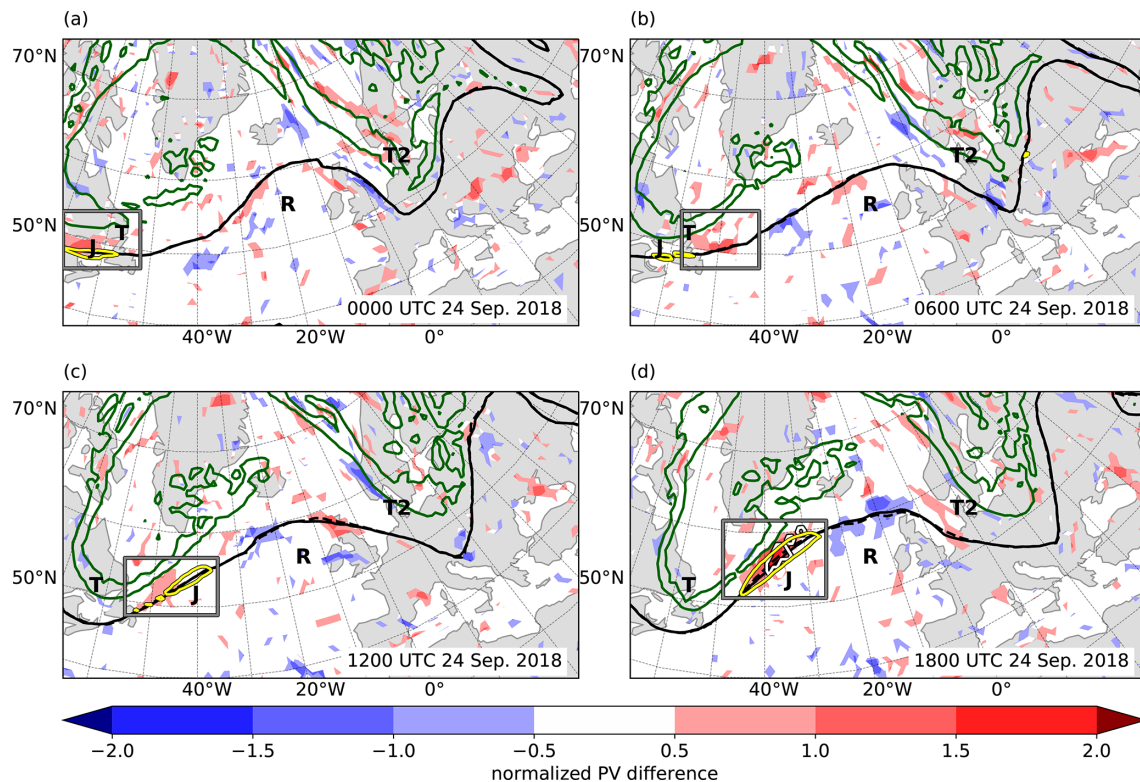 (a)
(b)
70°N
50°N
T2
R
T
J
0000 UTC 24 Sep. 2018
40°W
20°W
0°
70°N
50°N
T2
R
T
J
0600 UTC 24 Sep. 2018
40°W
20°W
0°
(c)
(d)
70°N
50°N
T2
R
T
J
1200 UTC 24 Sep. 2018
40°W
20°W
0°
70°N
50°N
T2
R
T
J
1800 UTC 24 Sep. 2018
40°W
20°W
0°
−2.0 −1.5 −1.0 −0.5 0.5 1.0 1.5 2.0
normalized PV difference